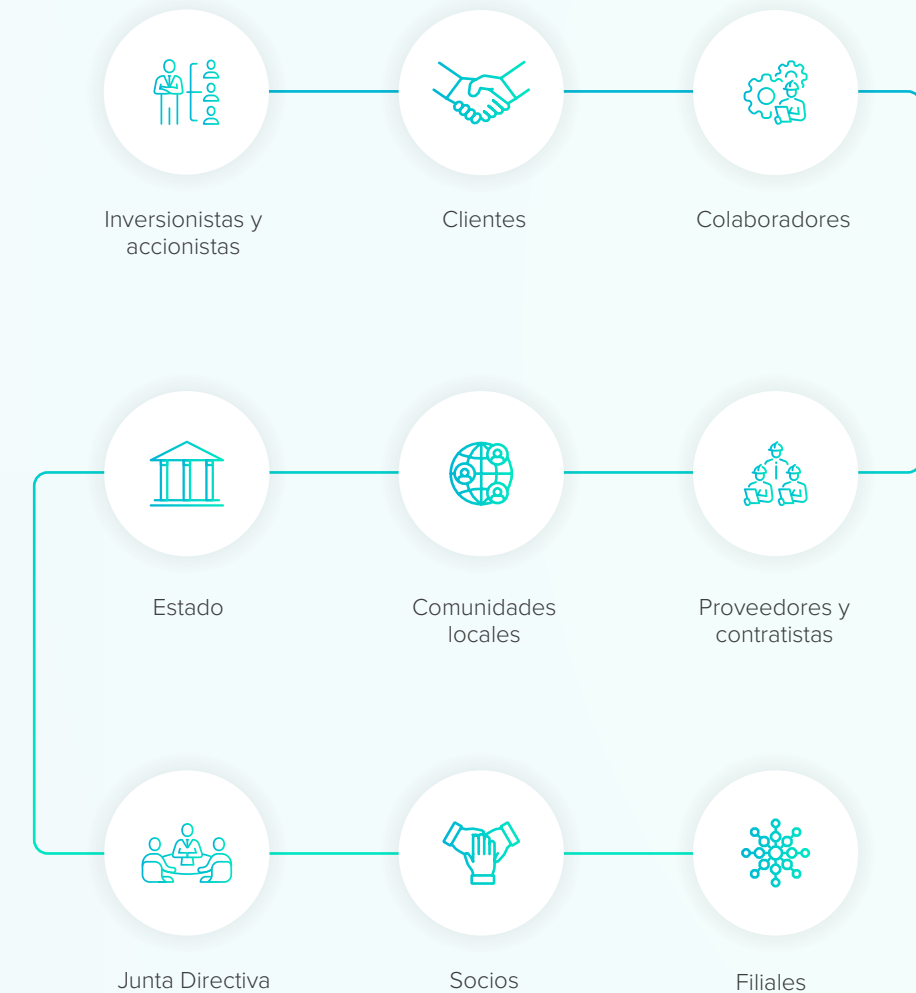 Inversionistas y
accionistas
Clientes
Colaboradores
Estado
Comunidades
locales
Proveedores y
contratistas
Junta Directiva
Socios
Filiales